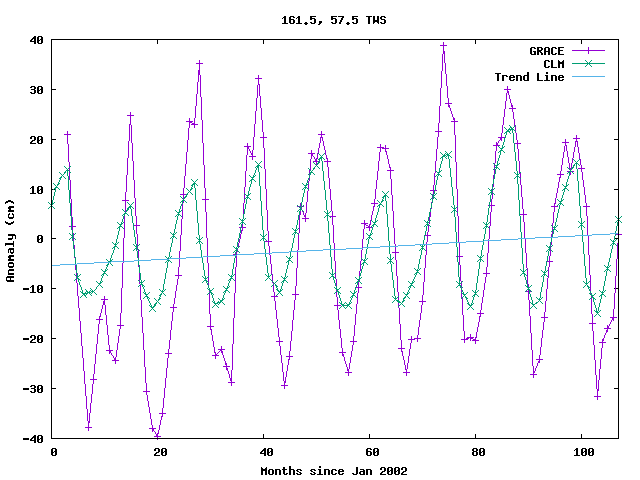 161.5, 57.5 TWS
GRACE
CLM
Trend Line
40
30
20
10
0
-10
-20
-30
-40
Anomaly (cm)
0 20 40 60 80 100
Months since Jan 2002